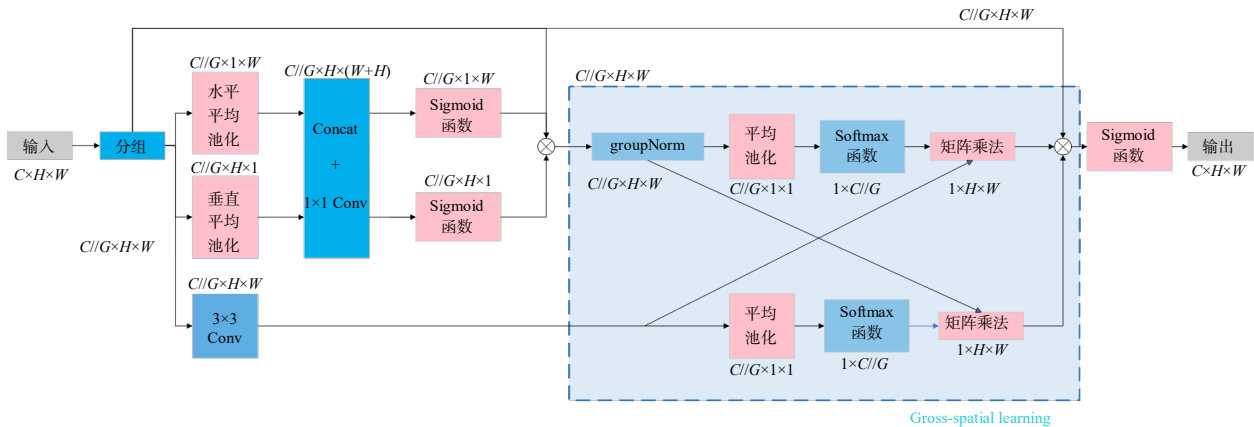 C//G×H×W
C//G×1×W
水平
平均
池化
C//G×H×(W+H)
Concat
+
1×1 Conv
C//G×1×W
Sigmoid
函数
C//G×H×W
输入
C×H×W
分组
C//G×H×1
垂直
平均
池化
C//G×H×1
Sigmoid
函数
C//G×H×W
C//G×H×W
3×3
Conv
groupNorm
C//G×H×W
平均
池化
C//G×1×1
Softmax
函数
1×C//G
矩阵乘法
1×H×W
Sigmoid
函数
输出
C×H×W
平均
池化
C//G×1×1
Softmax
函数
1×C//G
矩阵乘法
1×H×W
Gross-spatial learning